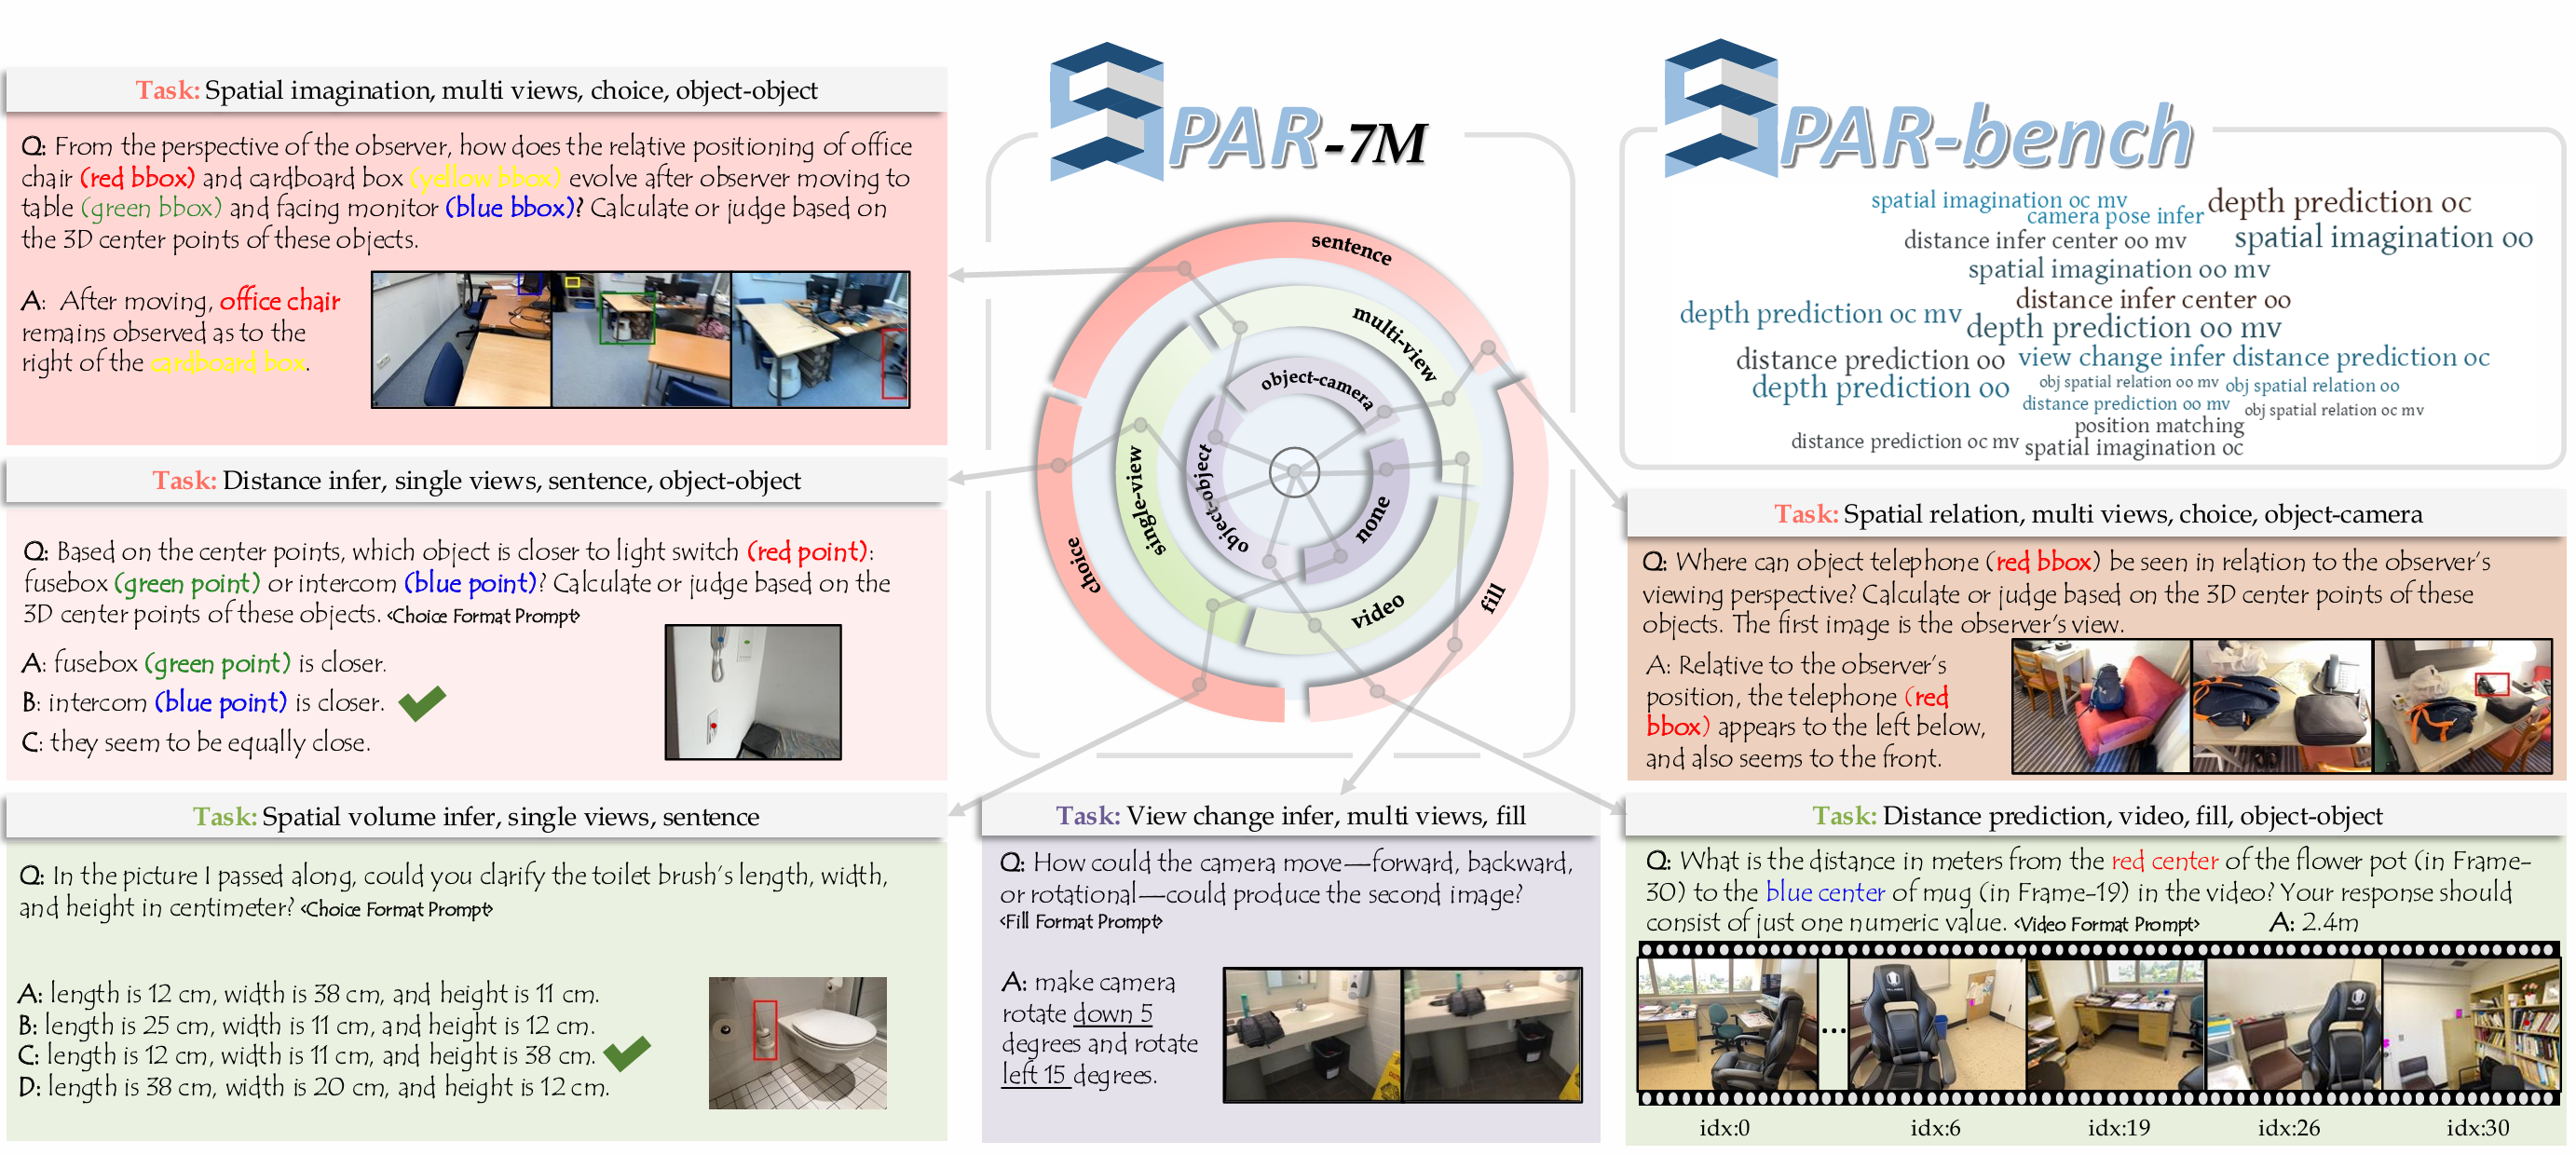 Task: Spatial imagination, multi views, choice, object-object
Q: From the perspective of the observer, how does the relative positioning of office
chair (red bbox) and cardboard box (yellow bbox) evolve after observer moving to
table (green bbox) and facing monitor (blue bbox)? Calculate or judge based on
the 3D center points of these objects.
A: After moving, office chair
remains observed as to the
right of the cardboard box.
Task: Distance infer, single views, sentence, object-object
Q: Based on the center points, which object is closer to light switch (red point):
fusebox (green point) or intercom (blue point)? Calculate or judge based on the
3D center points of these objects. <Choice Format Prompt>
A: fusebox (green point) is closer.
B: intercom (blue point) is closer.
C: they seem to be equally close.
Task: Spatial volume infer, single views, sentence
Q: In the picture I passed along, could you clarify the toilet brush's length, width,
and height in centimeter? <Choice Format Prompt>
A: length is 12 cm, width is 38 cm, and height is 11 cm.
B: length is 25 cm, width is 11 cm, and height is 12 cm.
C: length is 12 cm, width is 11 cm, and height is 38 cm.
D: length is 38 cm, width is 20 cm, and height is 12 cm.
SPAR-7M
sentence
multi-view
object-camera
object-object
single-view
choice
none
video
fill
Task: View change infer, multi views, fill
Q: How could the camera move—forward, backward,
or rotational—could produce the second image?
<Fill Format Prompt>
A: make camera
rotate down 5
degrees and rotate
left 15 degrees.
SPAR-bench
spatial imagination oc mv
camera pose infer
depth prediction oc
distance infer center oo mv
spatial imagination oo
spatial imagination oo mv
distance infer center oo
depth prediction oc mv
depth prediction oo mv
distance prediction oo
view change infer
distance prediction oc
depth prediction oo
obj spatial relation oo mv
obj spatial relation oo
distance prediction oo mv
obj spatial relation oc mv
position matching
distance prediction oc mv
spatial imagination oc
Task: Spatial relation, multi views, choice, object-camera
Q: Where can object telephone (red bbox) be seen in relation to the observer's
viewing perspective? Calculate or judge based on the 3D center points of these
objects. The first image is the observer's view.
A: Relative to the observer's
position, the telephone (red
bbox) appears to the left below,
and also seems to the front.
Task: Distance prediction, video, fill, object-object
Q: What is the distance in meters from the red center of the flower pot (in Frame-
30) to the blue center of mug (in Frame-19) in the video? Your response should
consist of just one numeric value. <Video Format Prompt> A: 2.4m
...
idx:0 idx:6 idx:19 idx:26 idx:30